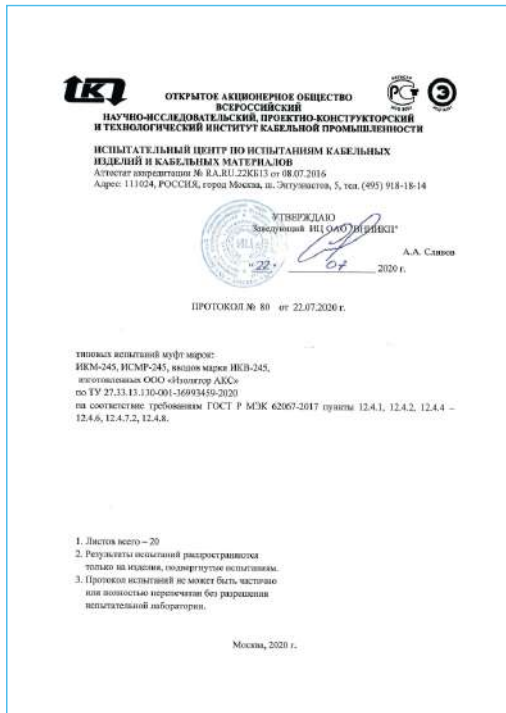 ОТКРЫТОЕ АКЦИОНЕРНОЕ ОБЩЕСТВО
ВСЕРОССИЙСКИЙ
НАУЧНО-ИССЛЕДОВАТЕЛЬСКИЙ, ПРОЕКТНО-КОНСТРУКТОРСКИЙ
И ТЕХНОЛОГИЧЕСКИЙ ИНСТИТУТ КАБЕЛЬНОЙ ПРОМЫШЛЕННОСТИ
ИСПЫТАТЕЛЬНЫЙ ЦЕНТР ПО ИСПЫТАНИЯМ КАБЕЛЬНЫХ
ИЗДЕЛИЙ И КАБЕЛЬНЫХ МАТЕРИАЛОВ
Аттестат аккредитации № RA.RU.22КБ13 от 08.07.2016
Адрес: 111024, РОССИЯ, город Москва, ш. Энтузиастов, 5, тел. (495) 918-18-14
УТВЕРЖДАЮ
Заведующий ИЦ ОАО "ВНИИКП"
А.А. Сливов
"22" 07 2020 г.
ПРОТОКОЛ № 80 от 22.07.2020 г.
типовых испытаний муфт марок:
ИКМ-245, ИСМР-245, вводов марки ИКВ-245,
изготовленных ООО «Изолятор АКС»
по ТУ 27.33.13.130-001-36993459-2020
на соответствие требованиям ГОСТ Р МЭК 62067-2017 пункты 12.4.1, 12.4.2, 12.4.4 –
12.4.6, 12.4.7.2, 12.4.8.
1. Листов всего – 20
2. Результаты испытаний распространяются
только на изделия, подвергнутые испытаниям.
3. Протокол испытаний не может быть частично
или полностью перепечатан без разрешения
испытательной лаборатории.
Москва, 2020 г.